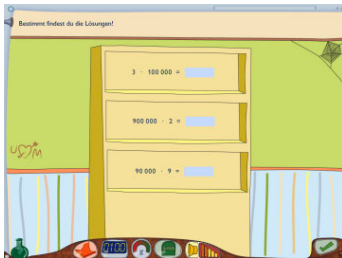 Bestimmt findest du die Lösungen!
3 · 100 000 =
900 000 · 2 =
90 000 · 9 =
U M